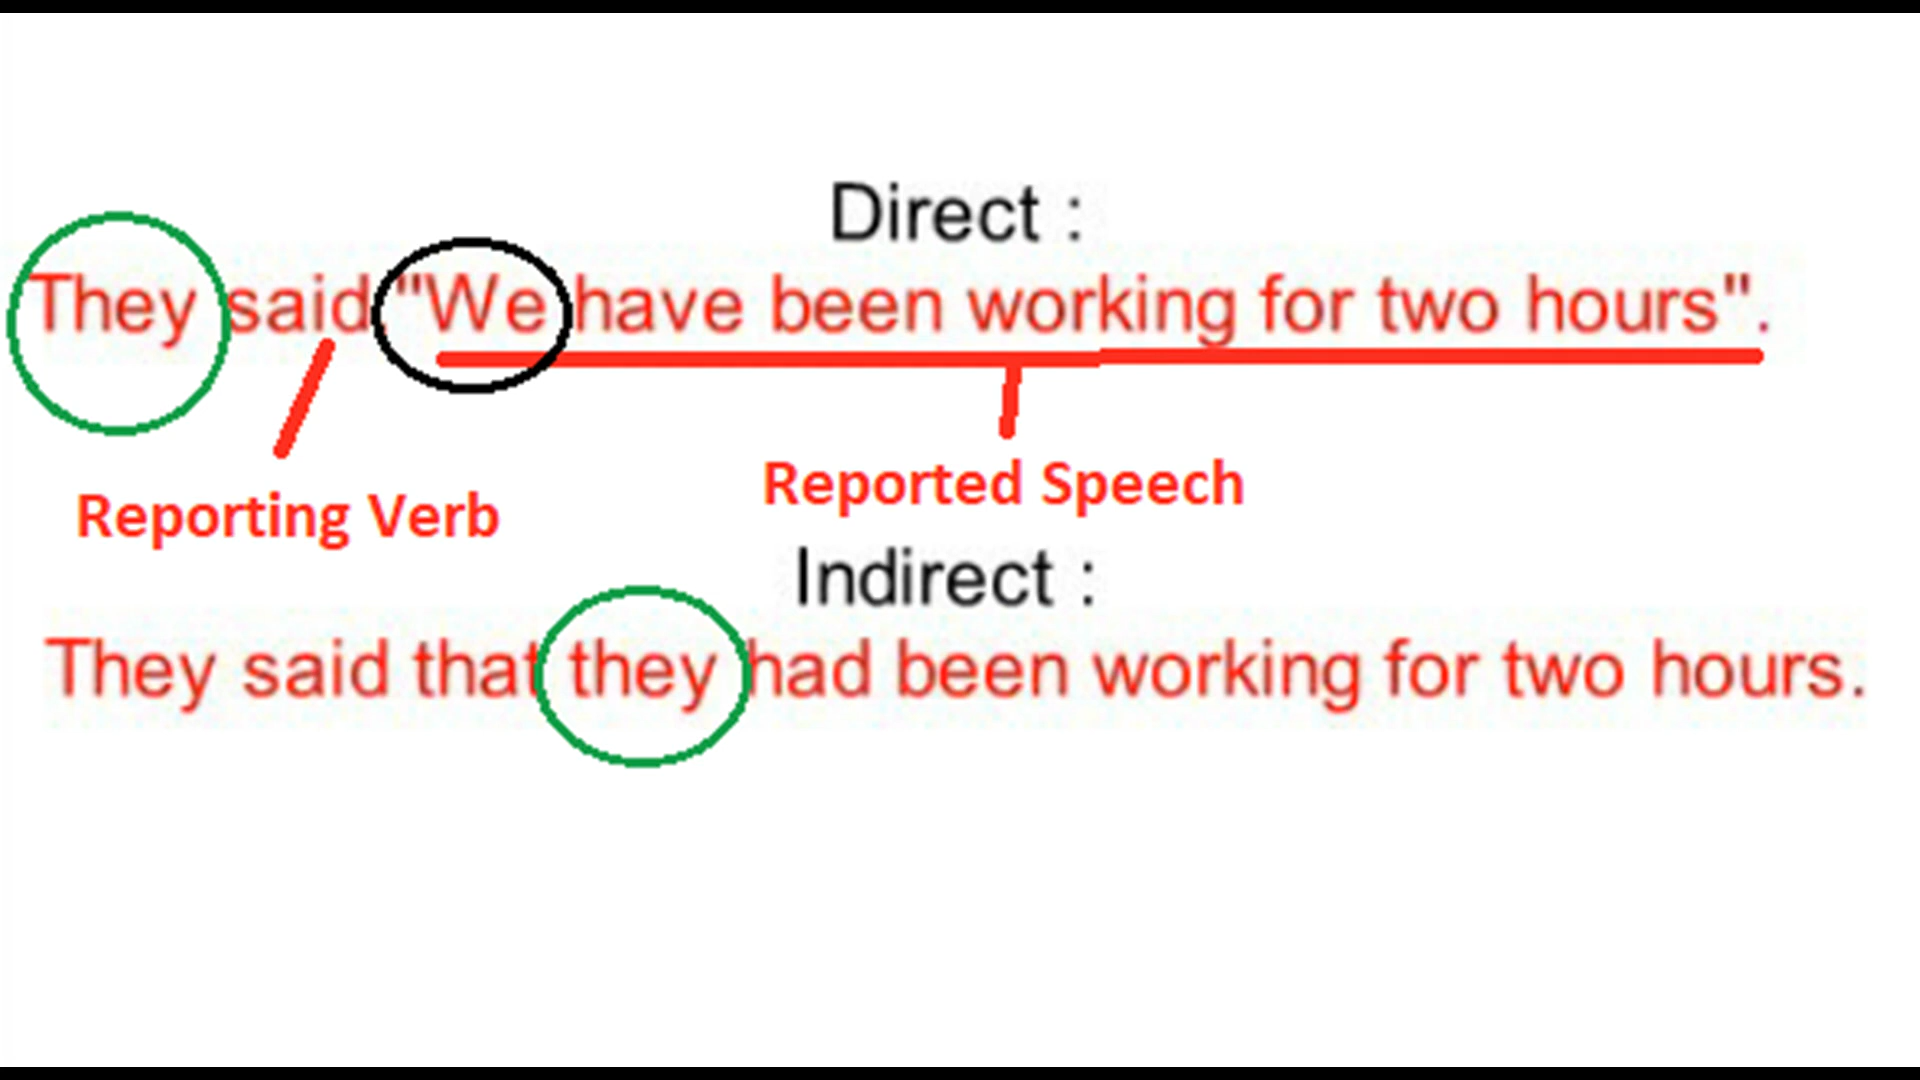 Direct :
They said, "We have been working for two hours".
Reporting Verb
Reported Speech
Indirect :
They said that they had been working for two hours.